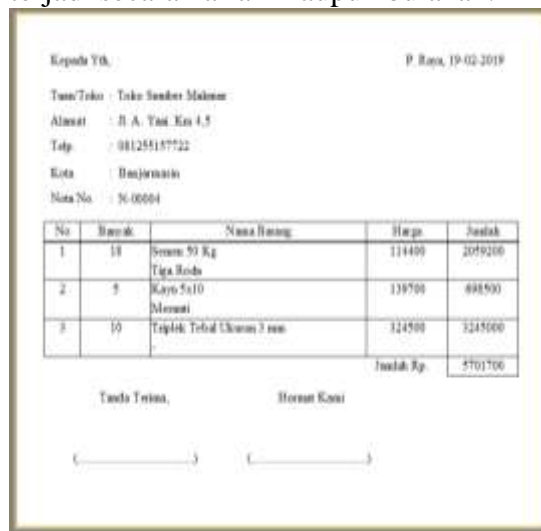 Kepada Yth, P. Raya, 19-02-2019
Tuan/Toko : Toko Sumber Makmur
Alamat : Jl. A. Yani Km 4,5
Telp : 081255157722
Kota : Banjarmasin
Nota No. : N-00004
No Banyak Nama Barang Harga Jumlah
1 18 Semen 50 Kg 114400 2059200
Tiga Roda
2 5 Kayu 5x10 139700 698500
Meranti
3 10 Triplek Tebal Ukuran 3 mm 324500 3245000
-
Jumlah Rp. 5701700
Tanda Terima, Hormat Kami
(....................) (....................)